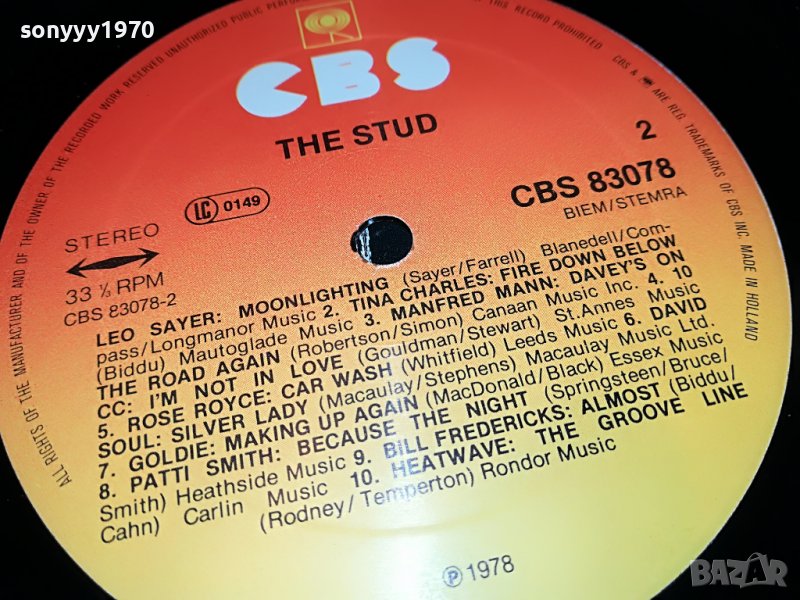 sonyyy1970
ALL RIGHTS OF THE MANUFACTURER AND OF THE OWNER OF THE RECORDED WORK RESERVED UNAUTHORIZED PUBLIC
OF THIS RECORD PROHIBITED
CBS & ARE REG. TRADEMARKS OF CBS INC. MADE IN HOLLAND
CBS
THE STUD
2
STEREO
LC 0149
CBS 83078
BIEM/STEMRA
33 ⅓ RPM
CBS 83078-2
LEO SAYER: MOONLIGHTING (Sayer/Farrell) Blanedell/Com-
pass/Longmanor Music 2. TINA CHARLES: FIRE DOWN BELOW
(Biddu) Mautoglade Music 3. MANFRED MANN: DAVEY'S ON
THE ROAD AGAIN (Robertson/Simon) Canaan Music Inc. 4. 10
CC: I'M NOT IN LOVE (Gouldman/Stewart) St.Annes Music
5. ROSE ROYCE: CAR WASH (Whitfield) Leeds Music 6. DAVID
SOUL: SILVER LADY (Macaulay/Stephens) Macaulay Music Ltd.
7. GOLDIE: MAKING UP AGAIN (MacDonald/Black) Essex Music
8. PATTI SMITH: BECAUSE THE NIGHT (Springsteen/Bruce/
Smith) Heathside Music 9. BILL FREDERICKS: ALMOST (Biddu/
Cahn) Carlin Music 10. HEATWAVE: THE GROOVE LINE
(Rodney/Temperton) Rondor Music
Ⓟ 1978
BAZAR